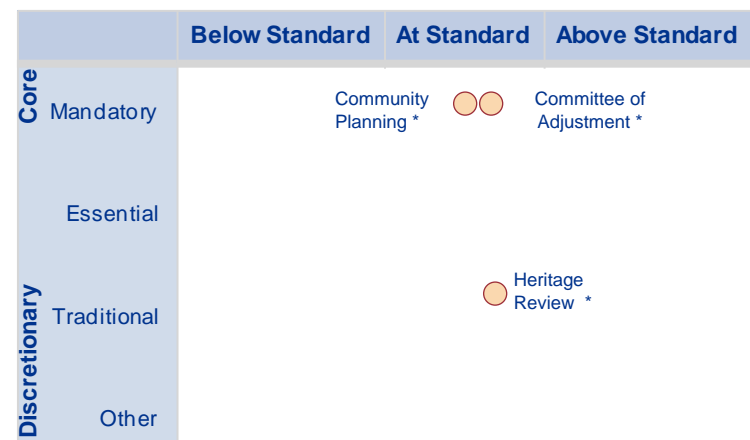 Below Standard At Standard Above Standard
Core
Mandatory
Community
Planning *
Committee of
Adjustment *
Essential
Discretionary
Traditional
Heritage
Review *
Other